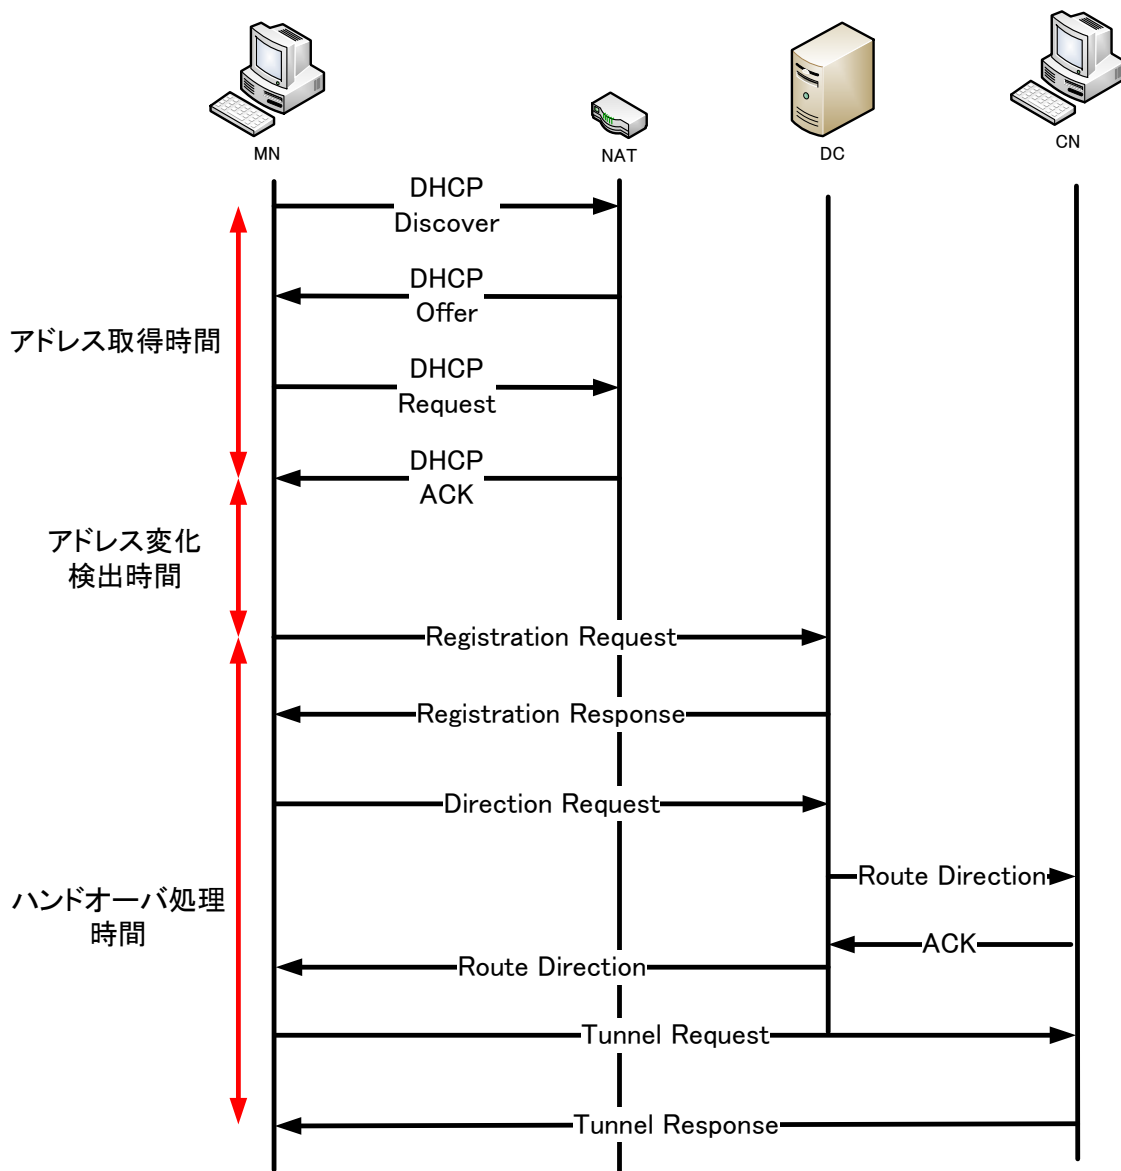 MN
NAT
DC
CN
DHCP
Discover
DHCP
Offer
アドレス取得時間
DHCP
Request
DHCP
ACK
アドレス変化
検出時間
Registration Request
Registration Response
Direction Request
Route Direction
ハンドオーバ処理
時間
ACK
Route Direction
Tunnel Request
Tunnel Response